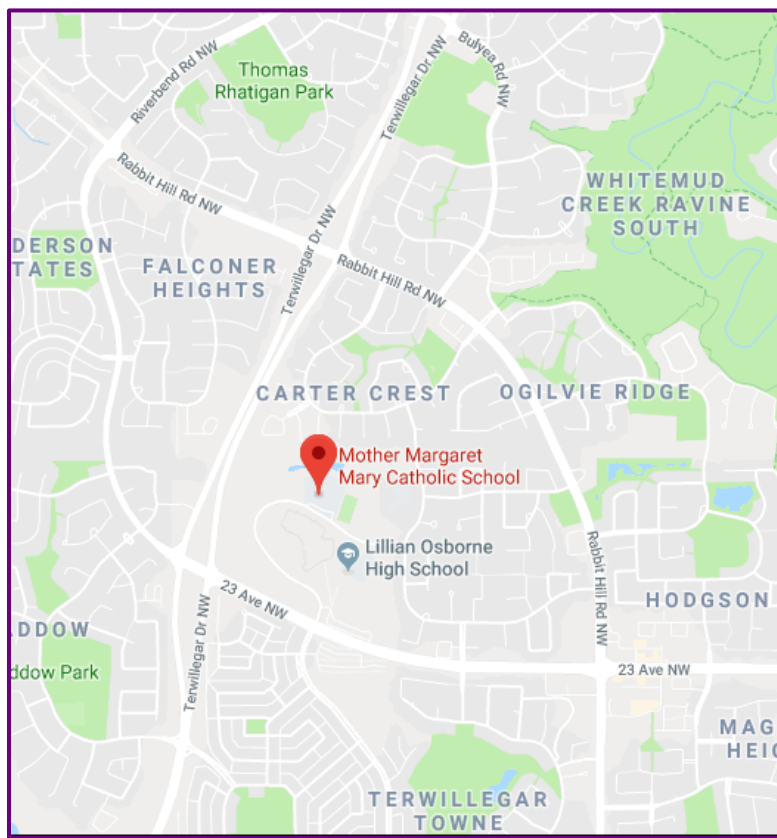 Riverbend Rd NW
Thomas
Rhatigan Park
Terwillegar Dr NW
Bulyea Rd NW
Rabbit Hill Rd NW
WHITEMUD
CREEK RAVINE
SOUTH
DERSON
TATES
FALCONER
HEIGHTS
Terwillegar Dr NW
Rabbit Hill Rd NW
CARTER CREST
OGILVIE RIDGE
Mother Margaret
Mary Catholic School
Lillian Osborne
High School
Rabbit Hill Rd NW
23 Ave NW
HODGSON
ADDOW
ddow Park
Terwillegar Dr NW
23 Ave NW
MAG
HEIG
TERWILLEGAR
TOWNE